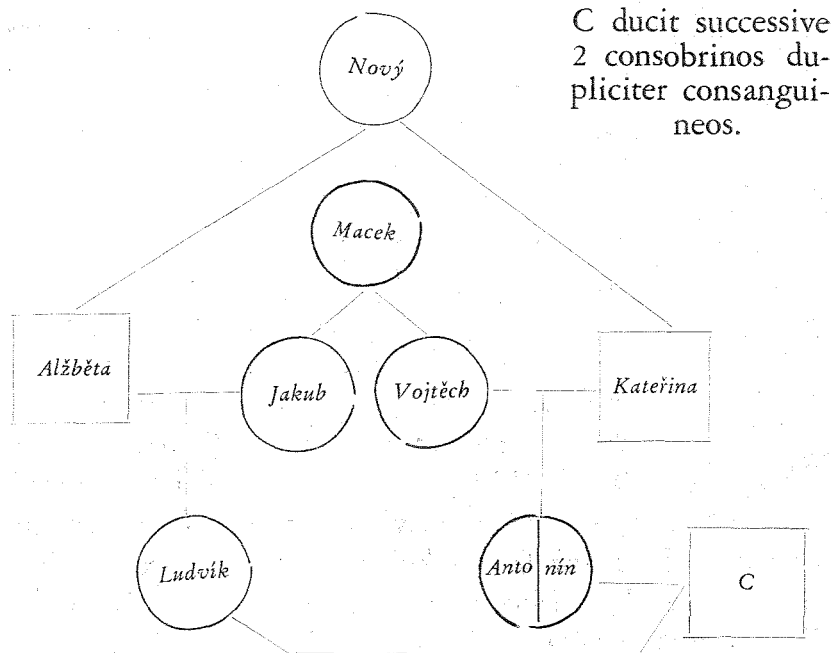 C ducit successive
2 consobrinos du-
pliciter consangui-
neos.
Nový
Macek
Alžběta
Jakub
Vojtěch
Kateřina
Ludvík
Anto nín
C